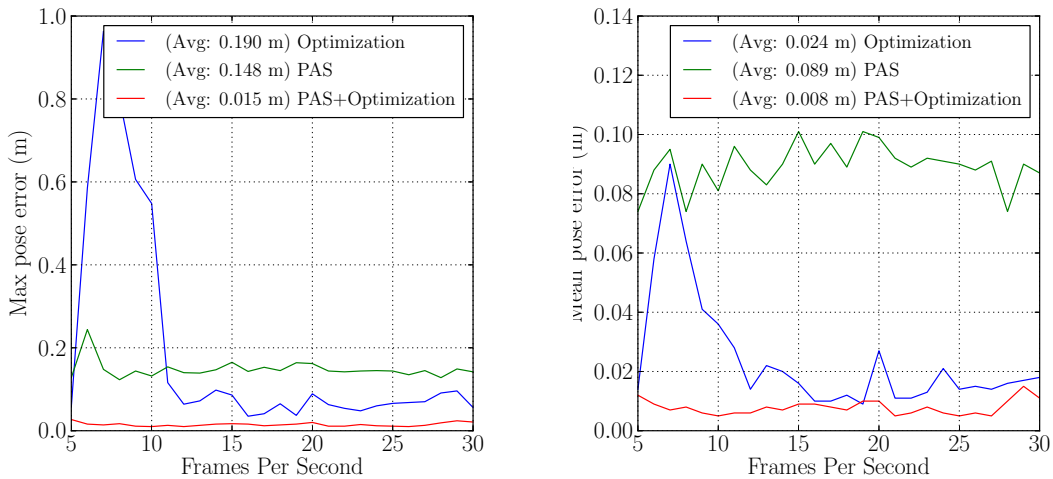 1.0
0.8
0.6
0.4
0.2
0.0
Max pose error (m)
(Avg: 0.190 m) Optimization
(Avg: 0.148 m) PAS
(Avg: 0.015 m) PAS+Optimization
5 10 15 20 25 30
Frames Per Second
0.14
0.12
0.10
0.08
0.06
0.04
0.02
0.00
Mean pose error (m)
(Avg: 0.024 m) Optimization
(Avg: 0.089 m) PAS
(Avg: 0.008 m) PAS+Optimization
5 10 15 20 25 30
Frames Per Second